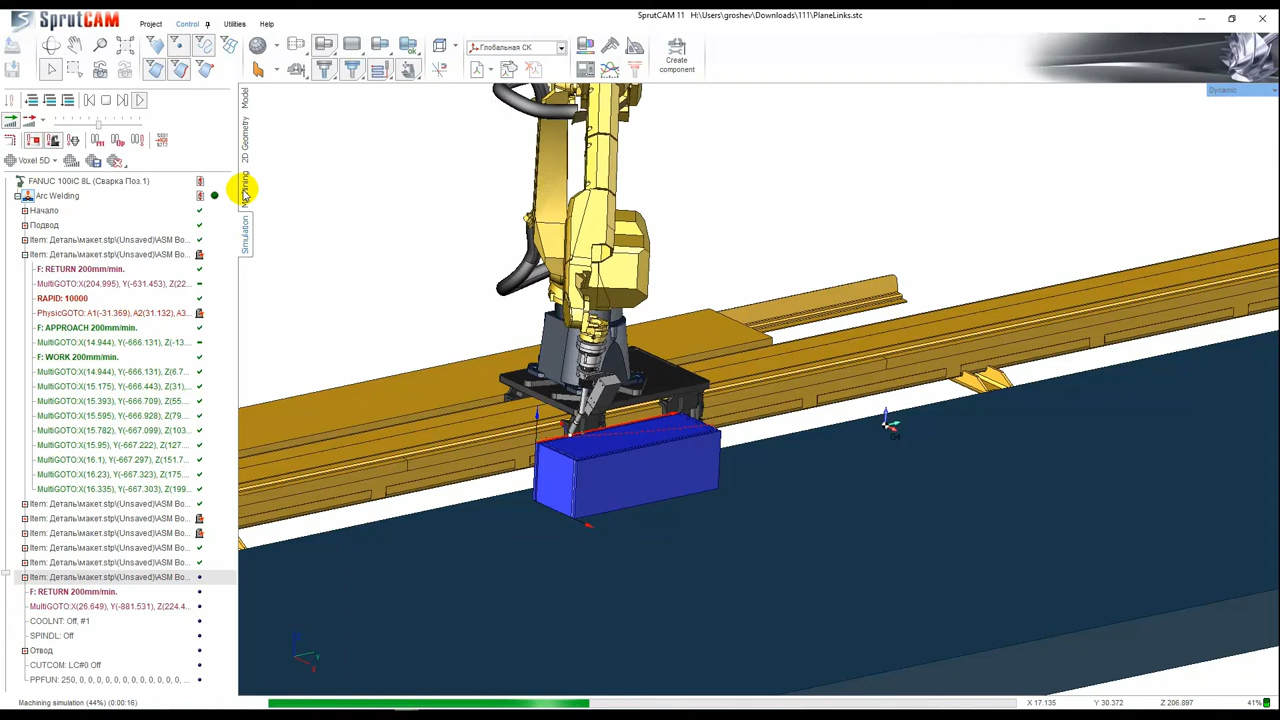 SprutCAM
Project
Control
Utilities
Help
SprutCAM 11 H:\Users\groshev\Downloads\111\PlaneLinks.stc
Глобальная СК
Create
component
Dynamic
Voxel 5D
Model
2D Geometry
Machining
Simulation
FANUC 100iC 8L (Сварка Поз.1)
Arc Welding
Начало
Подвод
Item: Деталь\макет.stp\(Unsaved)\ASM Bo...
Item: Деталь\макет.stp\(Unsaved)\ASM Bo...
F: RETURN 200mm/min.
MultiGOTO:X(204.995), Y(-631.453), Z(22...
RAPID: 10000
PhysicGOTO: A1(-31.369), A2(31.132), A3...
F: APPROACH 200mm/min.
MultiGOTO:X(14.944), Y(-666.131), Z(-13...
F: WORK 200mm/min.
MultiGOTO:X(14.944), Y(-666.131), Z(6.7...
MultiGOTO:X(15.175), Y(-666.443), Z(31)...
MultiGOTO:X(15.393), Y(-666.709), Z(55....
MultiGOTO:X(15.595), Y(-666.928), Z(79....
MultiGOTO:X(15.782), Y(-667.099), Z(103...
MultiGOTO:X(15.95), Y(-667.222), Z(127....
MultiGOTO:X(16.1), Y(-667.297), Z(151.7...
MultiGOTO:X(16.23), Y(-667.323), Z(175....
MultiGOTO:X(16.335), Y(-667.303), Z(199...
Item: Деталь\макет.stp\(Unsaved)\ASM Bo...
Item: Деталь\макет.stp\(Unsaved)\ASM Bo...
Item: Деталь\макет.stp\(Unsaved)\ASM Bo...
Item: Деталь\макет.stp\(Unsaved)\ASM Bo...
Item: Деталь\макет.stp\(Unsaved)\ASM Bo...
Item: Деталь\макет.stp\(Unsaved)\ASM Bo...
F: RETURN 200mm/min.
MultiGOTO:X(26.649), Y(-881.531), Z(224.4...
COOLNT: Off, #1
SPINDL: Off
Отвод
CUTCOM: LC#0 Off
PPFUN: 250, 0, 0, 0, 0, 0, 0, 0, 0, 0, 0, ...
G4
Machining simulation (44%) (0:00:16)
X 17.135
Y 30.372
Z 206.897
41%